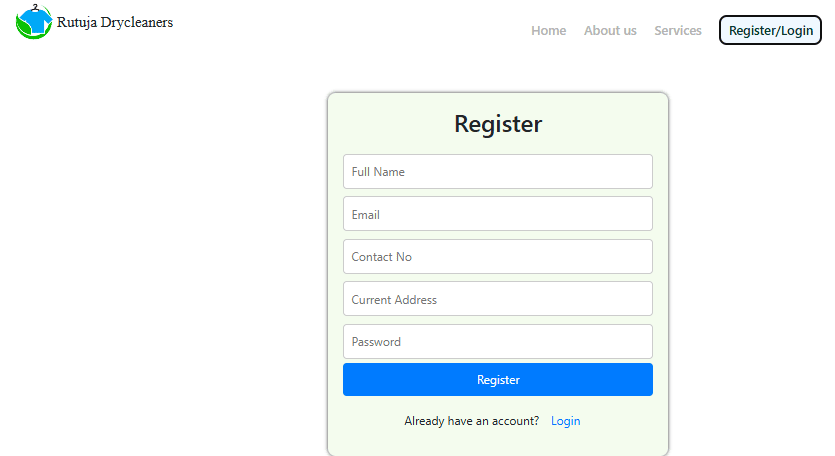 Rutuja Drycleaners
Home About us Services Register/Login
Register
Full Name
Email
Contact No
Current Address
Password
Register
Already have an account? Login